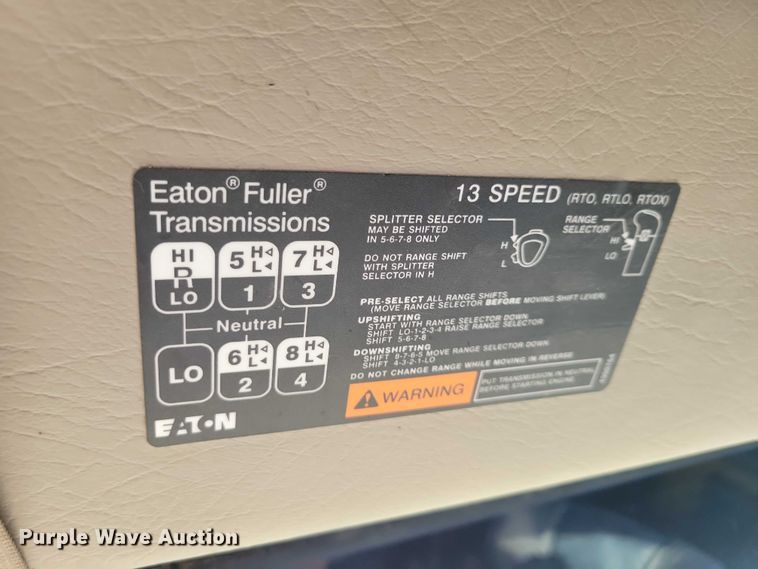 Eaton® Fuller®
Transmissions
13 SPEED (RTO, RTLO, RTOX)
HI
R
LO
5 H
L
1
7 H
L
3
Neutral
LO
6 H
L
2
8 H
L
4
EATON
SPLITTER SELECTOR
MAY BE SHIFTED
IN 5-6-7-8 ONLY
H
L
RANGE
SELECTOR
HI
LO
DO NOT RANGE SHIFT
WITH SPLITTER
SELECTOR IN H
PRE-SELECT ALL RANGE SHIFTS
(MOVE RANGE SELECTOR BEFORE MOVING SHIFT LEVER)
UPSHIFTING
START WITH RANGE SELECTOR DOWN
SHIFT LO-1-2-3-4 RAISE RANGE SELECTOR
SHIFT 5-6-7-8
DOWNSHIFTING
SHIFT 8-7-6-5 MOVE RANGE SELECTOR DOWN
SHIFT 4-3-2-1-LO
DO NOT CHANGE RANGE WHILE MOVING IN REVERSE
WARNING
PUT TRANSMISSION IN NEUTRAL
BEFORE STARTING ENGINE
Purple Wave Auction